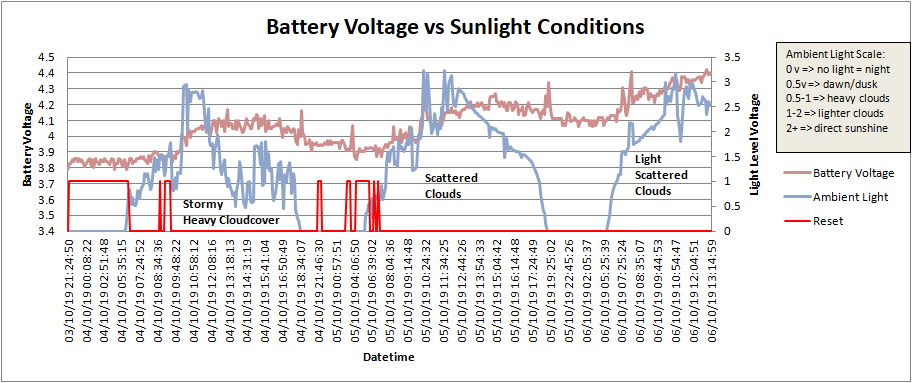 Battery Voltage vs Sunlight Conditions
4.5
4.4
4.3
4.2
4.1
4
3.9
3.8
3.7
3.6
3.5
3.4
Battery Voltage
3.5
3
2.5
2
1.5
1
0.5
0
Light Level Voltage
Stormy
Heavy Cloudcover
Scattered
Clouds
Light
Scattered
Clouds
03/10/19 21:24:50
04/10/19 00:08:22
04/10/19 02:51:48
04/10/19 05:35:15
04/10/19 07:24:52
04/10/19 08:34:36
04/10/19 09:48:22
04/10/19 10:58:12
04/10/19 12:08:16
04/10/19 13:18:13
04/10/19 14:31:19
04/10/19 15:41:04
04/10/19 16:50:49
04/10/19 18:34:07
04/10/19 21:46:30
05/10/19 00:57:51
05/10/19 04:06:50
05/10/19 06:39:02
05/10/19 08:04:36
05/10/19 09:14:48
05/10/19 10:24:32
05/10/19 11:34:25
05/10/19 12:44:26
05/10/19 13:54:33
05/10/19 15:04:42
05/10/19 16:14:48
05/10/19 17:24:49
05/10/19 19:25:02
05/10/19 22:26:13
06/10/19 02:06:37
06/10/19 05:25:39
06/10/19 07:25:24
06/10/19 08:35:07
06/10/19 09:44:53
06/10/19 10:54:47
06/10/19 12:04:51
06/10/19 13:14:59
Datetime
Ambient Light Scale:
0 v => no light = night
0.5v => dawn/dusk
0.5-1 => heavy clouds
1-2 => lighter clouds
2+ => direct sunshine
Battery Voltage
Ambient Light
Reset